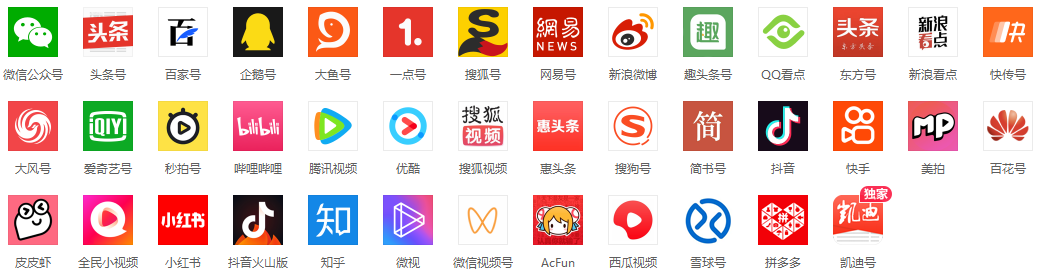 头条
百
1.
網易
NEWS
趣
头条
东方头条
新浪
看点
快
微信公众号 头条号 百家号 企鹅号 大鱼号 一点号 搜狐号 网易号 新浪微博 趣头条号 QQ看点 东方号 新浪看点 快传号
iQIYI
bilibili
搜狐
视频
惠头条
S
简
MP
大风号 爱奇艺号 秒拍号 哔哩哔哩 腾讯视频 优酷 搜狐视频 惠头条 搜狗号 简书号 抖音 快手 美拍 百花号
小红书
知
拼
独家
凯迪
皮皮虾 全民小视频 小红书 抖音火山版 知乎 微视 微信视频号 AcFun 西瓜视频 雪球号 拼多多 凯迪号